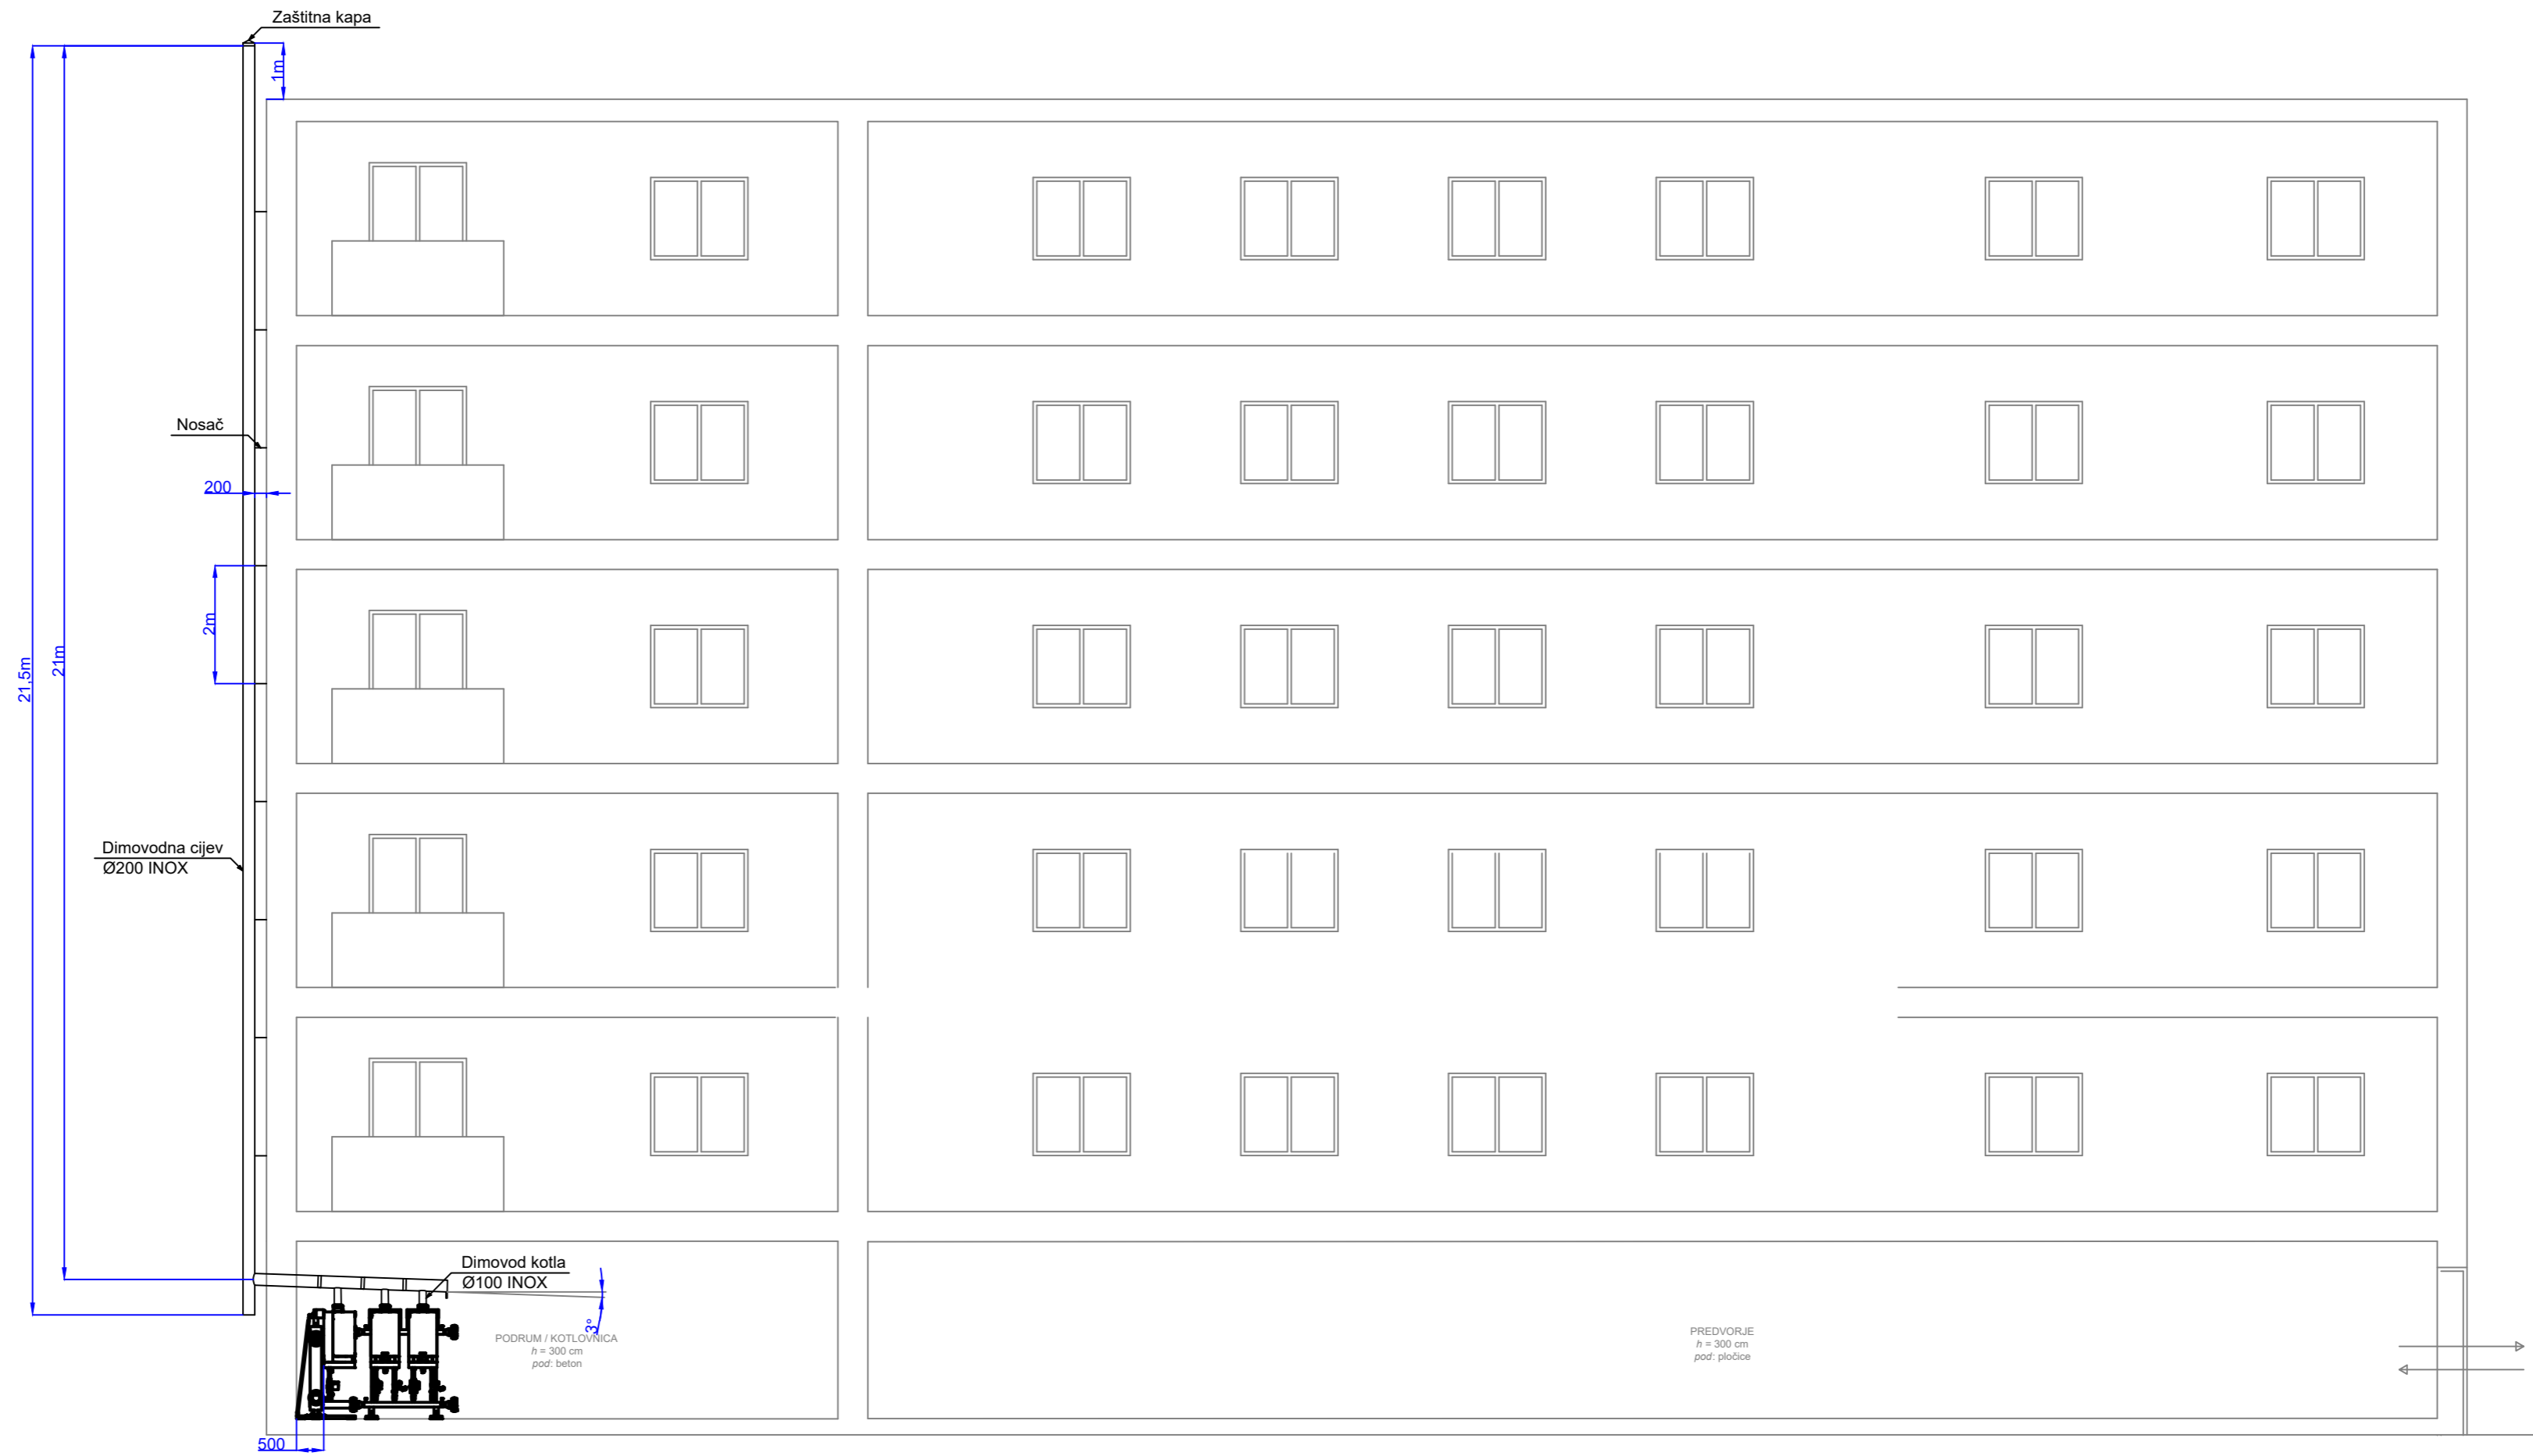 Zaštitna kapa
1m
Nosač
200
2m
21,5m
21m
Dimovodna cijev
Ø200 INOX
Dimovod kotla
Ø100 INOX
3°
PODRUM / KOTLOVNICA
h = 300 cm
pod: beton
PREDVORJE
h = 300 cm
pod: pločice
500